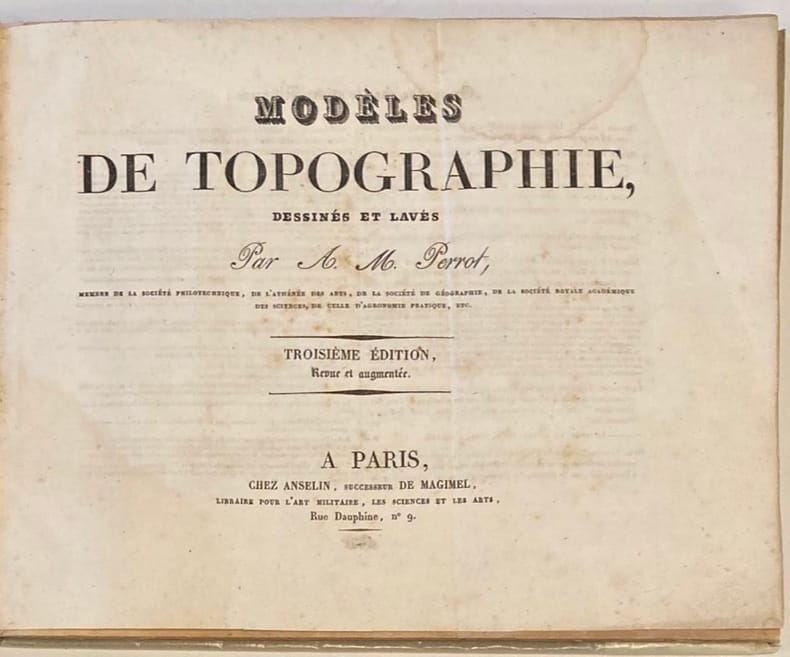 MODÈLES
DE TOPOGRAPHIE,
DESSINÉS ET LAVÉS
Par A. M. Perrot,
MEMBRE DE LA SOCIÉTÉ PHILOTECHNIQUE, DE L'ATHÉNÉE DES ARTS, DE LA SOCIÉTÉ DE GÉOGRAPHIE, DE LA SOCIÉTÉ ROYALE ACADÉMIQUE
DES SCIENCES, DE CELLE D'AGRONOMIE PRATIQUE, ETC.
TROISIÈME ÉDITION,
Revue et augmentée.
A PARIS,
CHEZ ANSELIN, SUCCESSEUR DE MAGIMEL,
LIBRAIRE POUR L'ART MILITAIRE, LES SCIENCES ET LES ARTS,
Rue Dauphine, nº 9.